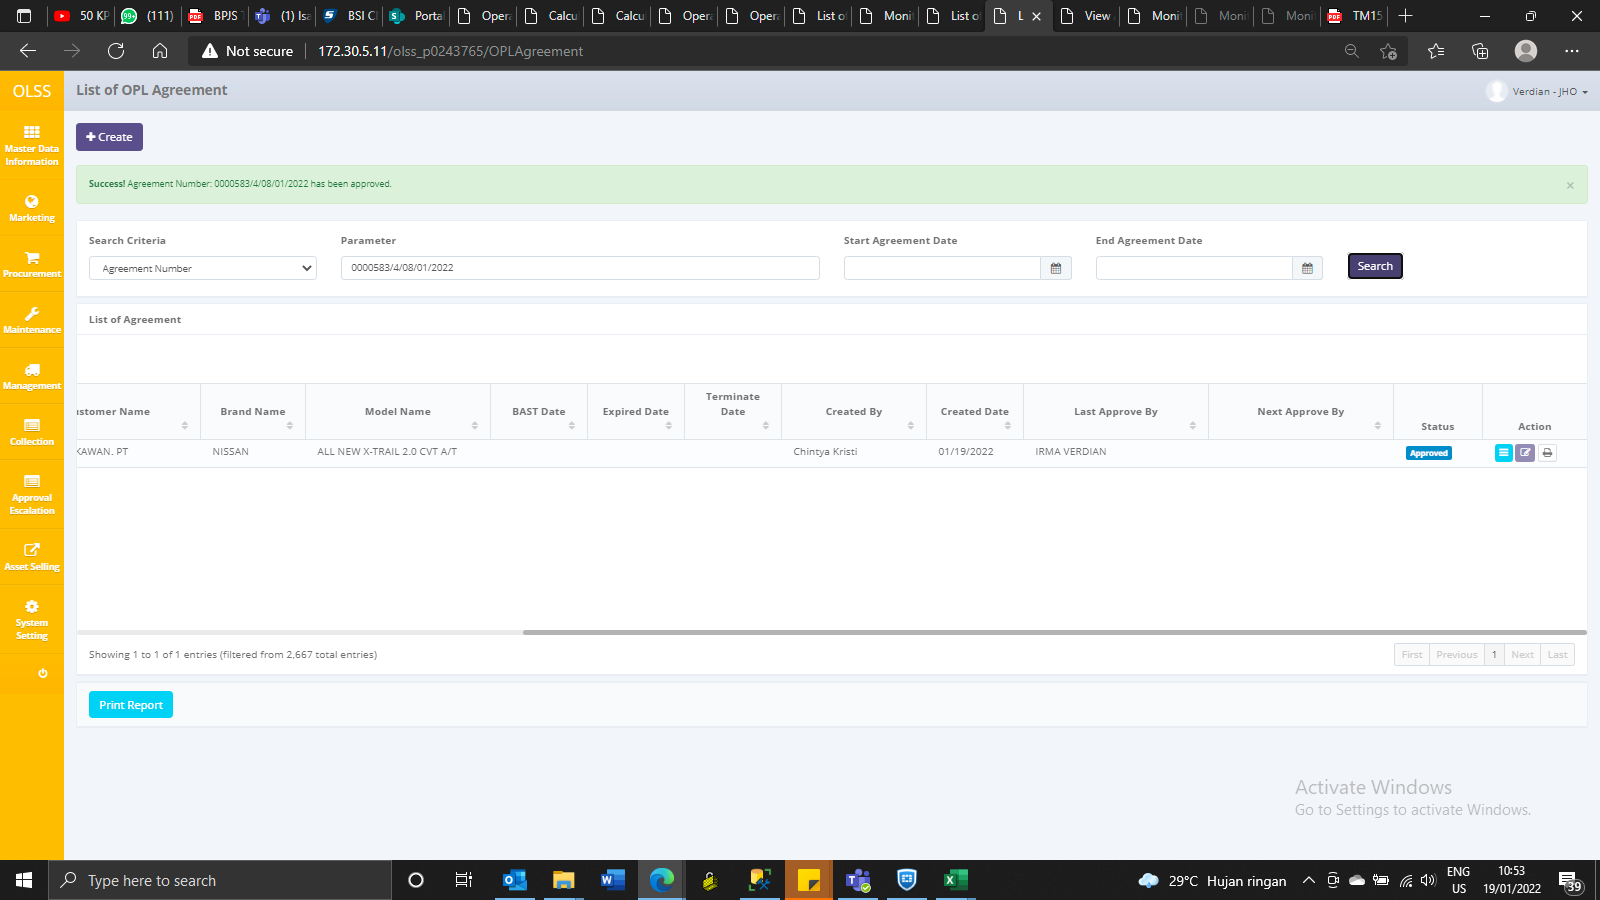 50 KP
99+
(111)
BPJS T
(1) Isa
BSI Cl
Porta
Opera
Calcu
Calcu
Opera
Opera
List of
Monit
List of
L
View
Monit
Moni
Moni
TM15
Not secure
172.30.5.11/olss_p0243765/OPLAgreement
OLSS
List of OPL Agreement
Verdian - JHO
Master Data
Information
Marketing
Procurement
Maintenance
Management
Collection
Approval
Escalation
Asset Selling
System
Setting
Create
Success! Agreement Number: 0000583/4/08/01/2022 has been approved.
×
Search Criteria
Parameter
Start Agreement Date
End Agreement Date
Agreement Number
0000583/4/08/01/2022
Search
List of Agreement
ustomer Name
Brand Name
Model Name
BAST Date
Expired Date
Terminate
Date
Created By
Created Date
Last Approve By
Next Approve By
Status
Action
KAWAN. PT
NISSAN
ALL NEW X-TRAIL 2.0 CVT A/T
Chintya Kristi
01/19/2022
IRMA VERDIAN
Approved
Showing 1 to 1 of 1 entries (filtered from 2,667 total entries)
First
Previous
1
Next
Last
Print Report
Activate Windows
Go to Settings to activate Windows.
Type here to search
29°C Hujan ringan
ENG
US
10:53
19/01/2022
39